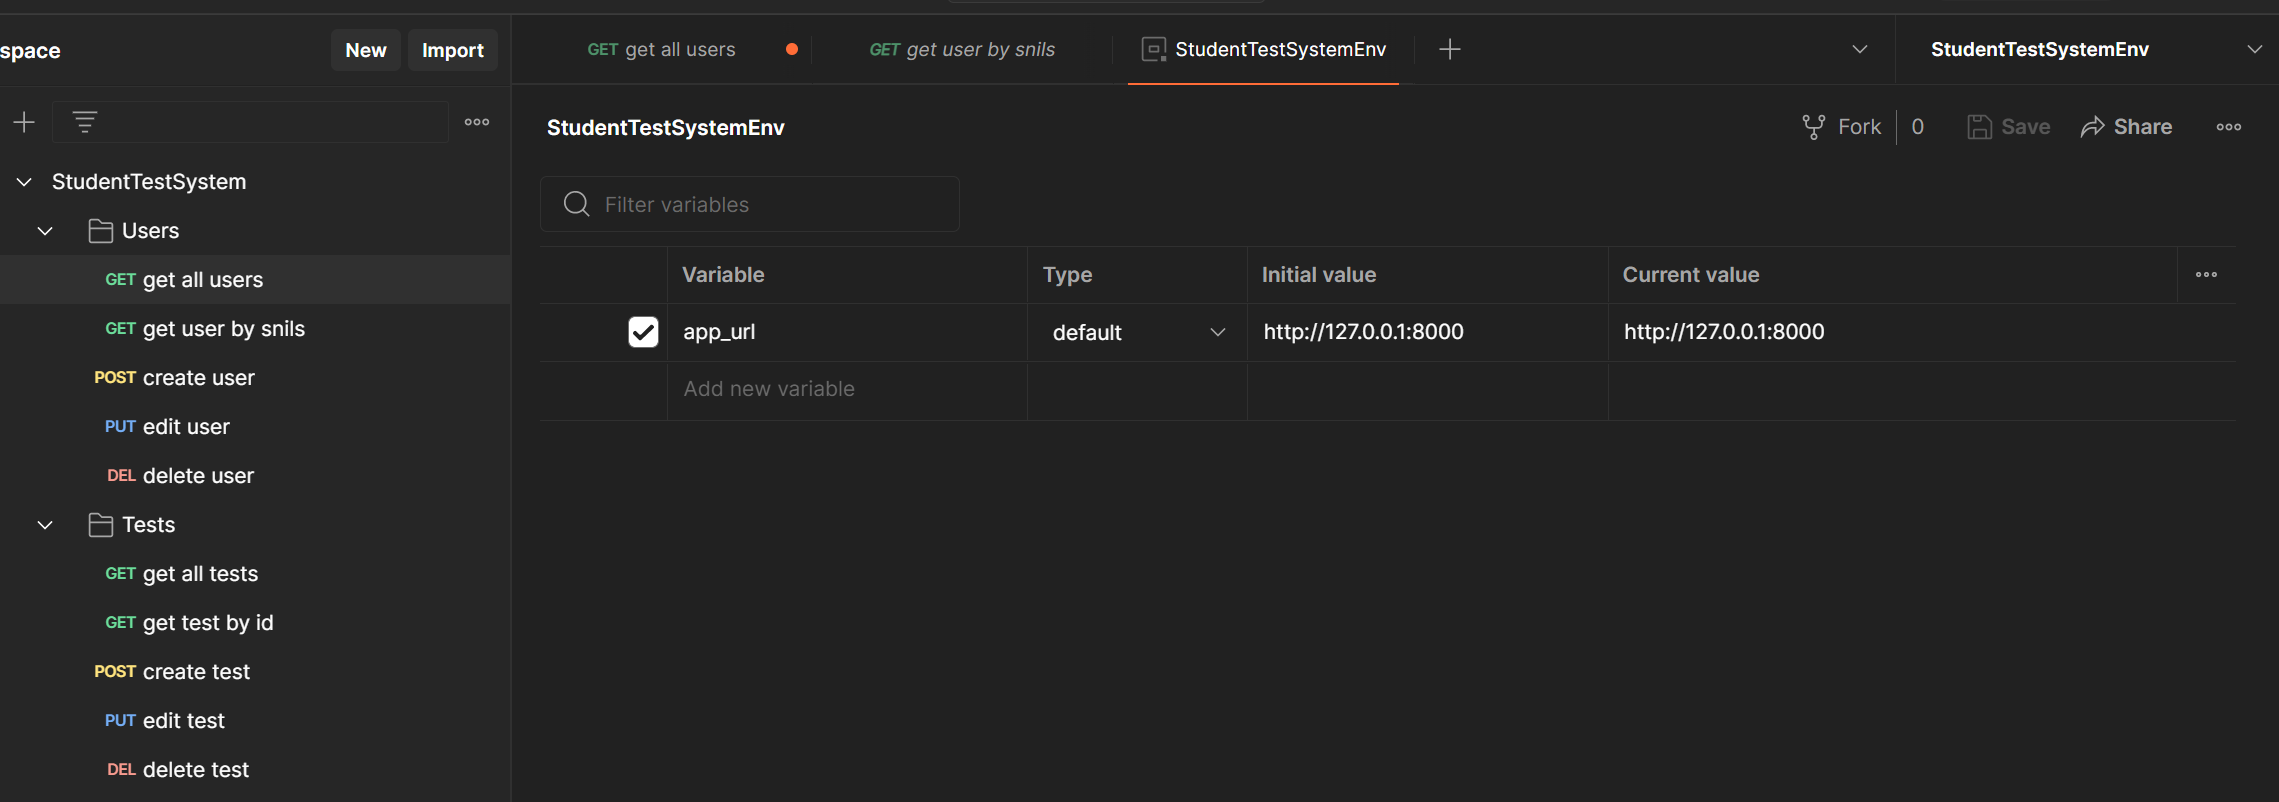 space
New
Import
StudentTestSystem
Users
GET get all users
GET get user by snils
POST create user
PUT edit user
DEL delete user
Tests
GET get all tests
GET get test by id
POST create test
PUT edit test
DEL delete test
GET get all users
GET get user by snils
StudentTestSystemEnv
StudentTestSystemEnv
StudentTestSystemEnv
Fork 0
Save
Share
Filter variables
Variable Type Initial value Current value
app_url default http://127.0.0.1:8000 http://127.0.0.1:8000
Add new variable